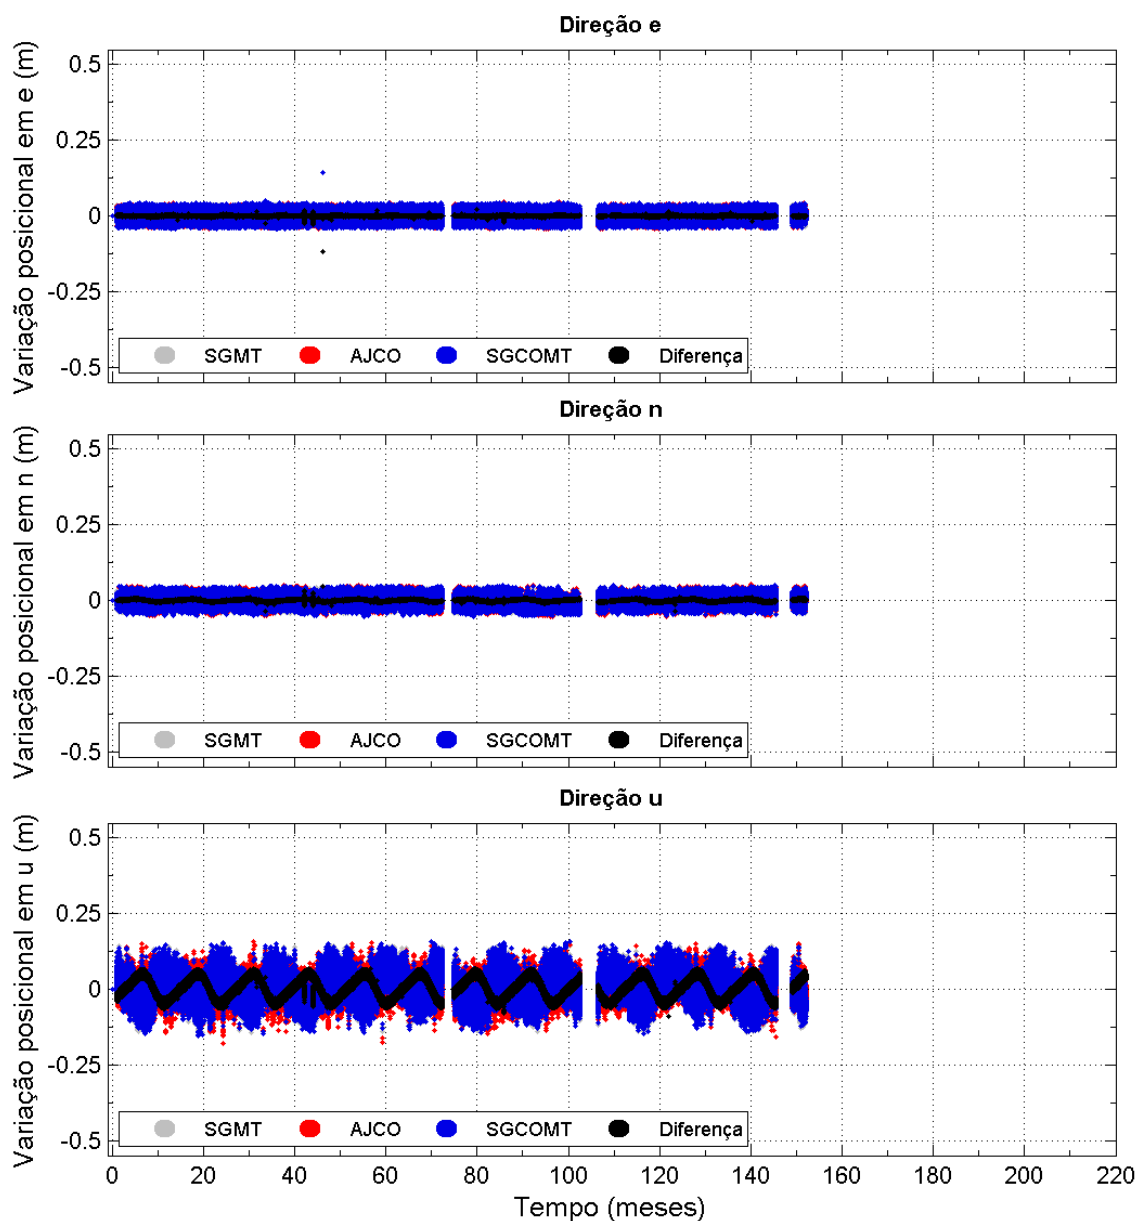 Direção e
Variação posicional em e (m)
0.5
0.25
0
-0.25
-0.5
SGMT AJCO SGCOMT Diferença
Direção n
Variação posicional em n (m)
0.5
0.25
0
-0.25
-0.5
SGMT AJCO SGCOMT Diferença
Direção u
Variação posicional em u (m)
0.5
0.25
0
-0.25
-0.5
SGMT AJCO SGCOMT Diferença
0 20 40 60 80 100 120 140 160 180 200 220
Tempo (meses)